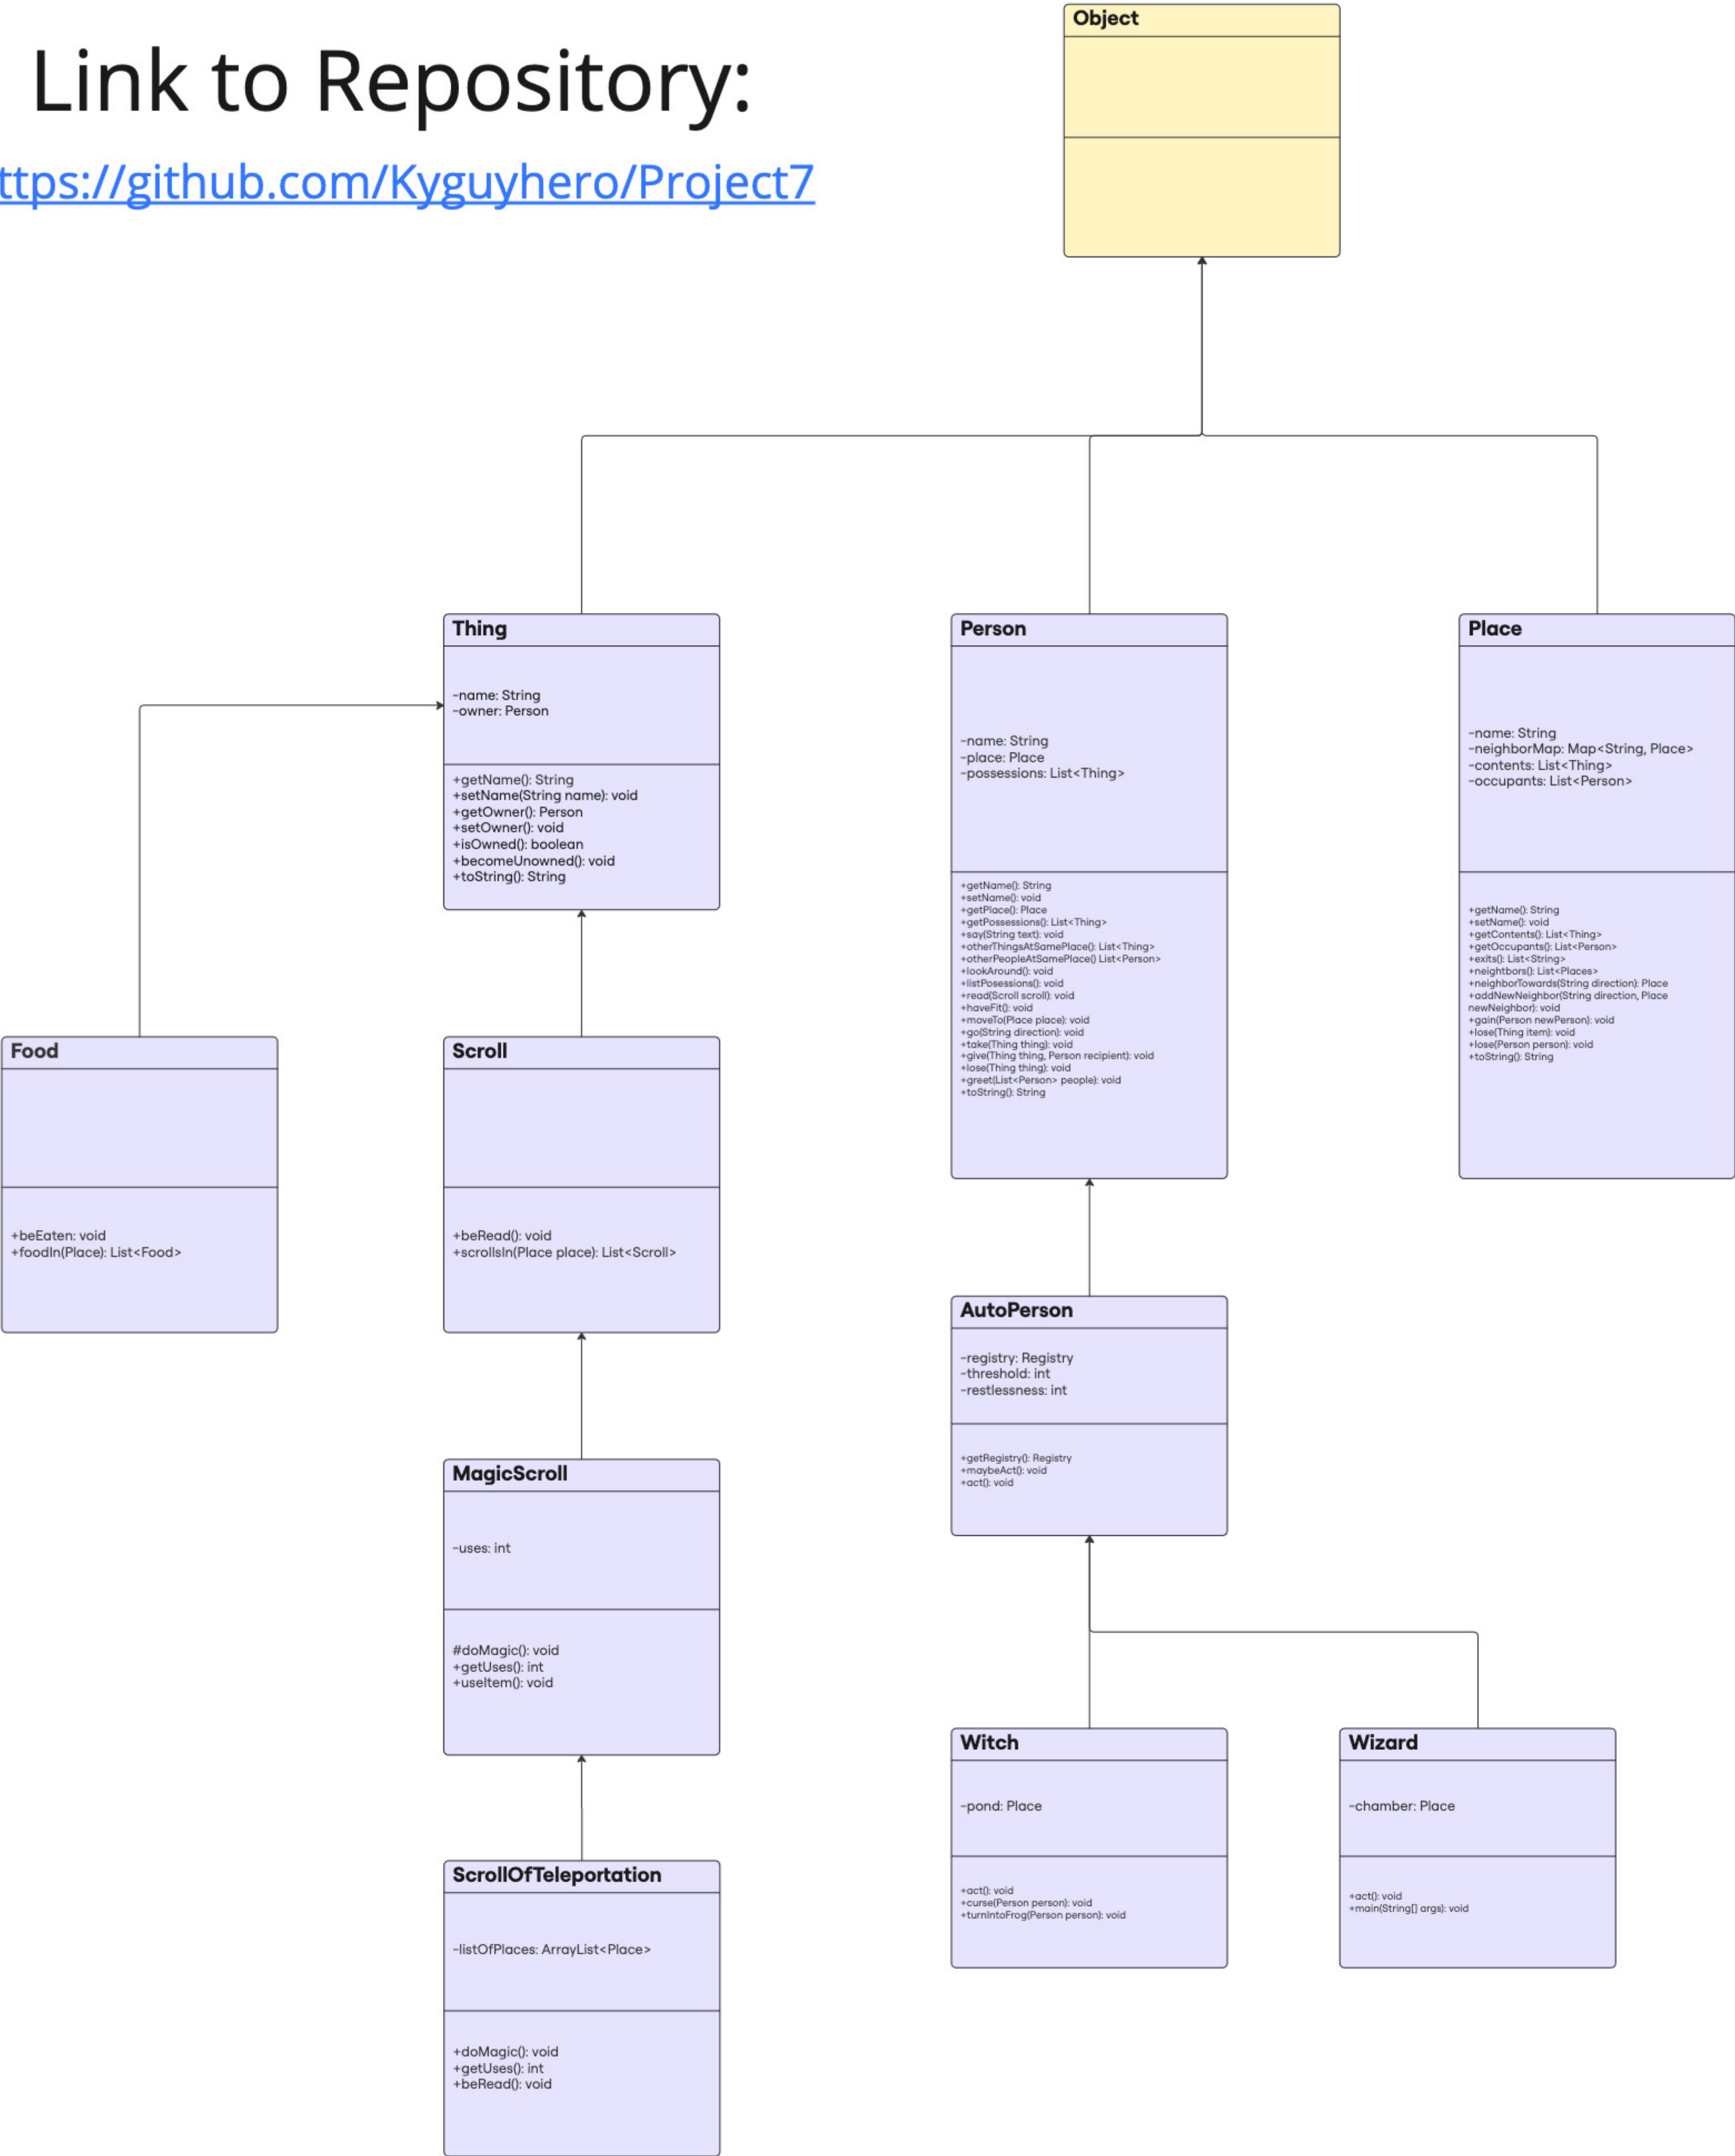 Link to Repository:
ttps://github.com/Kyguyhero/Project7
Object
Thing
-name: String
-owner: Person
+getName(): String
+setName(String name): void
+getOwner(): Person
+setOwner(): void
+isOwned(): boolean
+becomeUnowned(): void
+toString(): String
Person
-name: String
-place: Place
-possessions: List<Thing>
+getName(): String
+setName(): void
+getPlace(): Place
+getPossessions(): List<Thing>
+say(String text): void
+otherThingsAtSamePlace(): List<Thing>
+otherPeopleAtSamePlace() List<Person>
+lookAround(): void
+listPosessions(): void
+read(Scroll scroll): void
+haveFit(): void
+moveTo(Place place): void
+go(String direction): void
+take(Thing thing): void
+give(Thing thing, Person recipient): void
+lose(Thing thing): void
+greet(List<Person> people): void
+toString(): String
Place
-name: String
-neighborMap: Map<String, Place>
-contents: List<Thing>
-occupants: List<Person>
+getName(): String
+setName(): void
+getContents(): List<Thing>
+getOccupants(): List<Person>
+exits(): List<String>
+neightbors(): List<Places>
+neighborTowards(String direction): Place
+addNewNeighbor(String direction, Place
newNeighbor): void
+gain(Person newPerson): void
+lose(Thing item): void
+lose(Person person): void
+toString(): String
Food
+beEaten: void
+foodIn(Place): List<Food>
Scroll
+beRead(): void
+scrollsIn(Place place): List<Scroll>
AutoPerson
-registry: Registry
-threshold: int
-restlessness: int
+getRegistry(): Registry
+maybeAct(): void
+act(): void
MagicScroll
-uses: int
#doMagic(): void
+getUses(): int
+useItem(): void
Witch
-pond: Place
+act(): void
+curse(Person person): void
+turnIntoFrog(Person person): void
Wizard
-chamber: Place
+act(): void
+main(String[] args): void
ScrollOfTeleportation
-listOfPlaces: ArrayList<Place>
+doMagic(): void
+getUses(): int
+beRead(): void